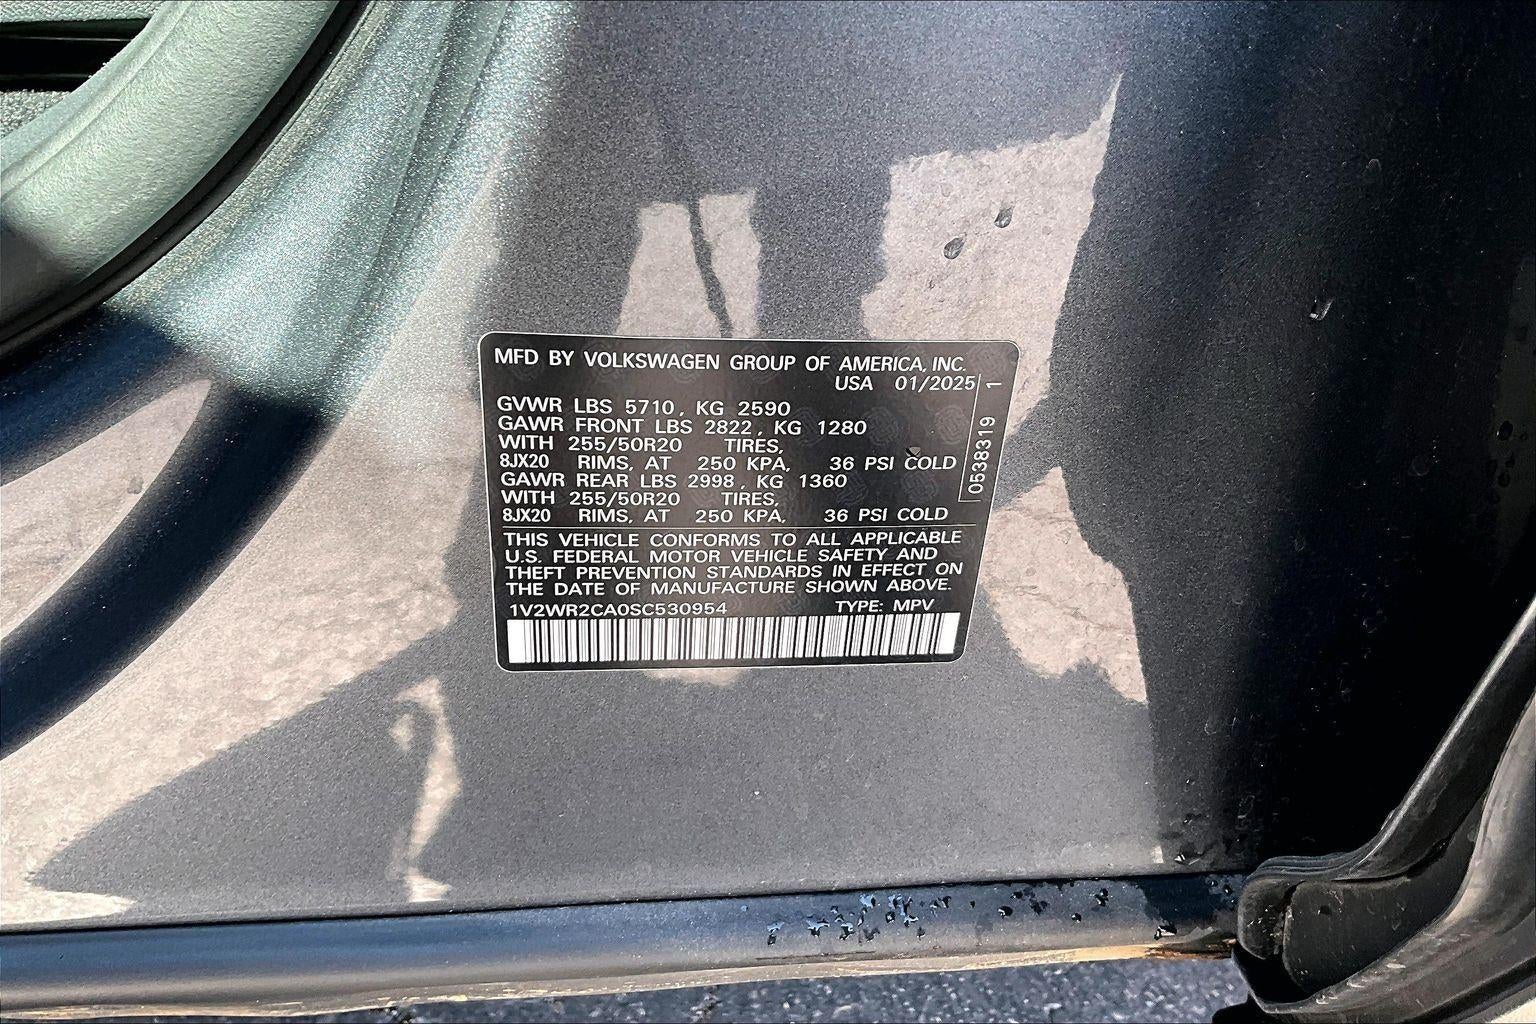 MFD BY VOLKSWAGEN GROUP OF AMERICA, INC.
USA 01/2025
1
GVWR LBS 5710, KG 2590
GAWR FRONT LBS 2822, KG 1280
WITH 255/50R20 TIRES,
8JX20 RIMS, AT 250 KPA, 36 PSI COLD
GAWR REAR LBS 2998, KG 1360
WITH 255/50R20 TIRES,
8JX20 RIMS, AT 250 KPA, 36 PSI COLD
0538319
THIS VEHICLE CONFORMS TO ALL APPLICABLE
U.S. FEDERAL MOTOR VEHICLE SAFETY AND
THEFT PREVENTION STANDARDS IN EFFECT ON
THE DATE OF MANUFACTURE SHOWN ABOVE.
1V2WR2CA0SC530954 TYPE: MPV